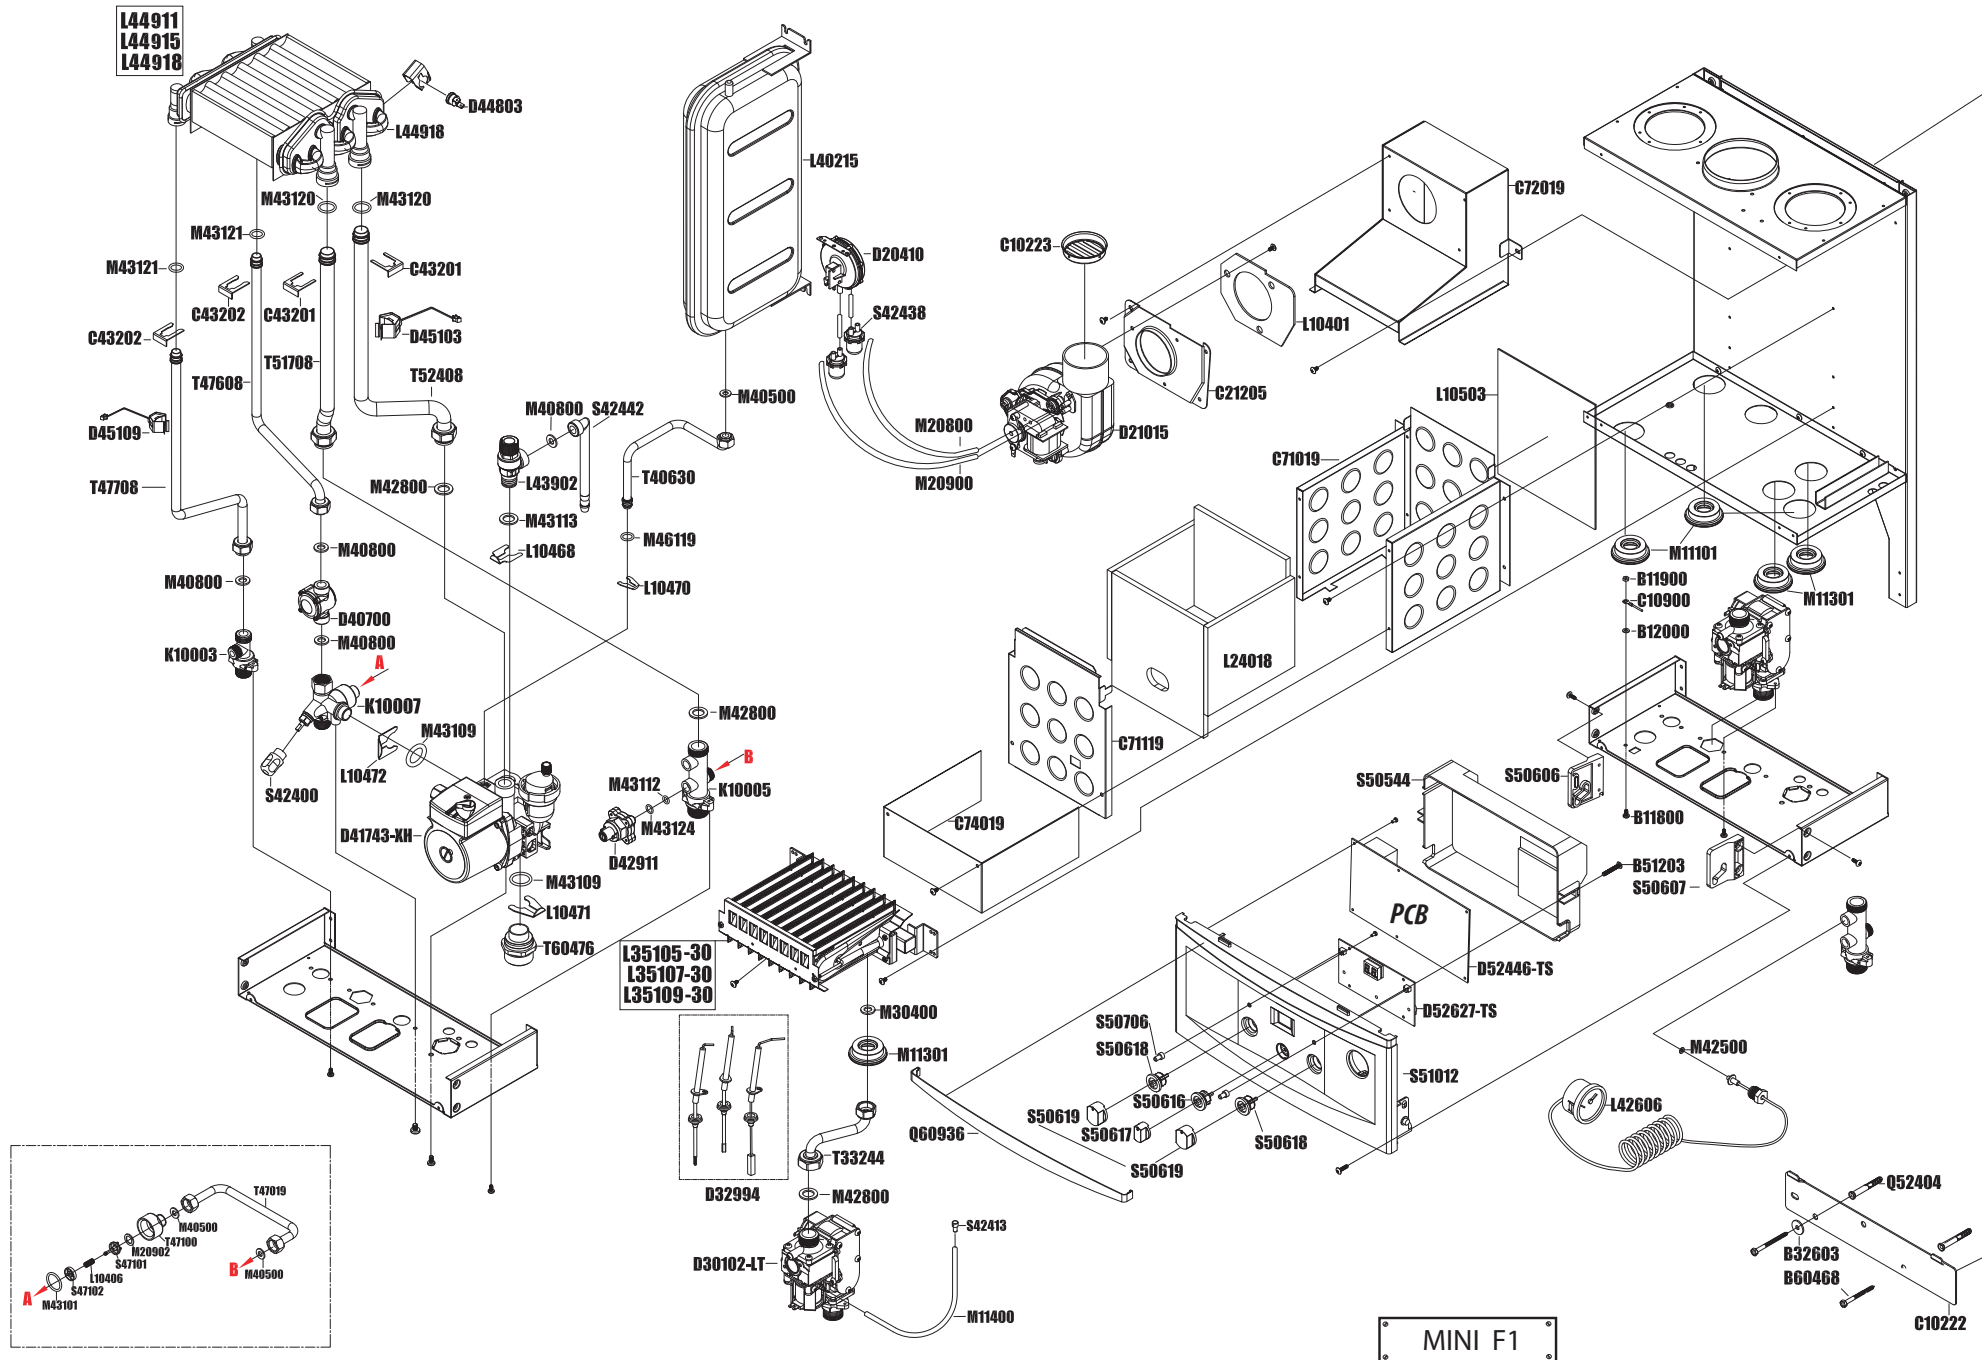 L44911
L44915
L44918
D44803
L44918
L40215
C72019
M43120
M43120
M43121
M43121
C43201
C43202
C43201
C43202
D45103
T51708
T47608
T52408
D45109
T47708
D20410
S42438
C10223
L10401
C21205
L10503
M40500
M40800
S42442
M20800
D21015
M20900
C71019
L43902
T40630
M42800
M43113
M46119
L10468
L10470
M40800
M40800
D40700
M40800
K10003
A
K10007
M43109
L10472
S42400
D41743-XH
M42800
B
K10005
M43112
M43124
D42911
M43109
L10471
T60476
L24018
C71119
C74019
M11101
M11301
B11900
C10900
B12000
S50544
S50606
B11800
B51203
S50607
PCB
D52446-TS
D52627-TS
L35105-30
L35107-30
L35109-30
M30400
M11301
S50706
S50618
S50616
S50619
S50617
S50618
S50619
S51012
Q60936
M42500
L42606
D32994
T33244
M42800
S42413
D30102-LT
M11400
Q52404
B32603
B60468
C10222
T47019
M40500
T47100
M20902
S47101
L10406
S47102
M43101
A
B
M40500
MINI F1